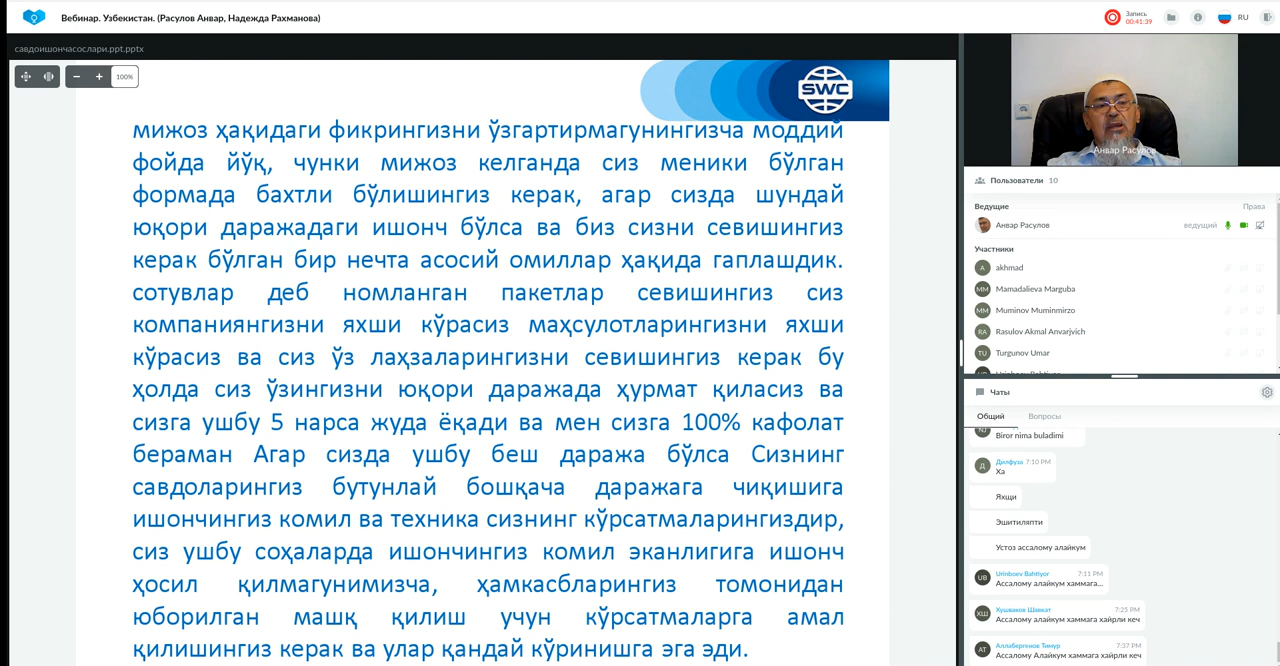 Вебинар. Узбекистан. (Расулов Анвар, Надежда Рахманова)
Запись
00:41:39
RU
савдоишончасослари.ppt.pptx
100%
SWC
мижоз ҳақидаги фикрингизни ўзгартирмагунингизча моддий
фойда йўқ, чунки мижоз келганда сиз меники бўлган
формада бахтли бўлишингиз керак, агар сизда шундай
юқори даражадаги ишонч бўлса ва биз сизни севишингиз
керак бўлган бир нечта асосий омиллар ҳақида гаплашдик.
сотувлар деб номланган пакетлар севишингиз сиз
компаниянгизни яхши кўрасиз маҳсулотларингизни яхши
кўрасиз ва сиз ўз лаҳзаларингизни севишингиз керак бу
ҳолда сиз ўзингизни юқори даражада ҳурмат қиласиз ва
сизга ушбу 5 нарса жуда ёқади ва мен сизга 100% кафолат
бераман Агар сизда ушбу беш даража бўлса Сизнинг
савдоларингиз бутунлай бошқача даражага чиқишига
ишончингиз комил ва техника сизнинг кўрсатмаларингиздир,
сиз ушбу соҳаларда ишончингиз комил эканлигига ишонч
ҳосил қилмагунимизча, ҳамкасбларингиз томонидан
юборилган машқ қилиш учун кўрсатмаларга амал
қилишингиз керак ва улар қандай кўринишга эга эди.
Анвар Расулов
Пользователи 10
Ведущие Права
Анвар Расулов ведущий
Участники
A akhmad
MM Mamadalieva Marguba
MM Muminov Muminmirzo
RA Rasulov Akmal Anvarjvich
TU Turgunov Umar
Чаты
Общий Вопросы
Biror nima buladimi
Д Дилфуза 7:10 PM
Ха
Яхщи
Эшитиляпти
Устоз ассалому алайкум
UB Urinboev Bahtiyor 7:11 PM
Ассалому алайкум хаммага...
ХШ Хушваков Шавкат 7:25 PM
Ассалому алайкум хаммага хайрли кеч
АТ Аллабергенов Тимур 7:37 PM
Ассалому Алайкум хаммага хайрли кеч